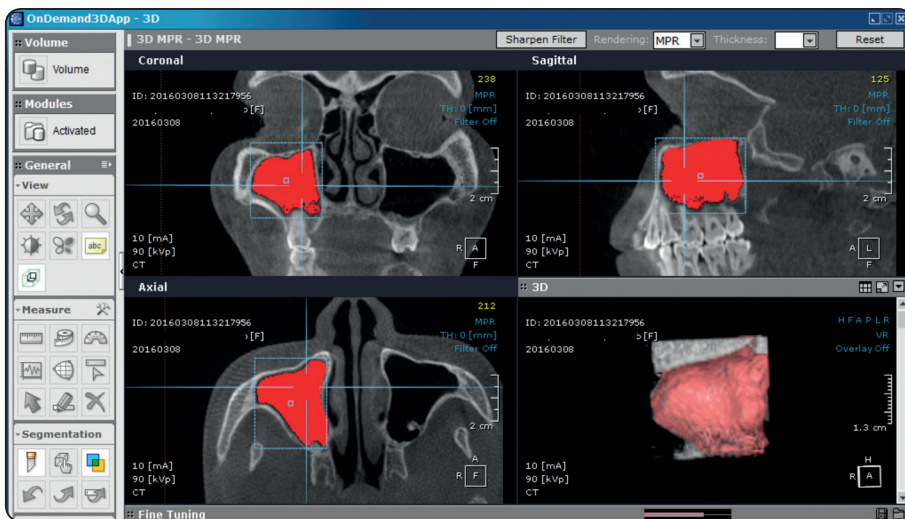 OnDemand3DApp - 3D
Volume
Volume
Modules
Activated
General
View
abc
Measure
Segmentation
3D MPR - 3D MPR
Sharpen Filter
Rendering:
MPR
Thickness:
Reset
Coronal
238
MPR
TH: 0 [mm]
Filter Off
ID: 20160308113217956
[F]
20160308
2 cm
10 [mA]
90 [kVp]
CT
R A
F
Sagittal
125
MPR
TH: 0 [mm]
Filter Off
ID: 20160308113217956
[F]
20160308
2 cm
10 [mA]
90 [kVp]
CT
A L
F
Axial
212
MPR
TH: 0 [mm]
Filter Off
ID: 20160308113217956
[F]
20160308
2 cm
10 [mA]
90 [kVp]
CT
A
R F
3D
H F A P L R
VR
Overlay Off
ID: 20160308113217956
[F]
20160308
1.3 cm
10 [mA]
90 [kVp]
CT
H
R A
Fine Tuning